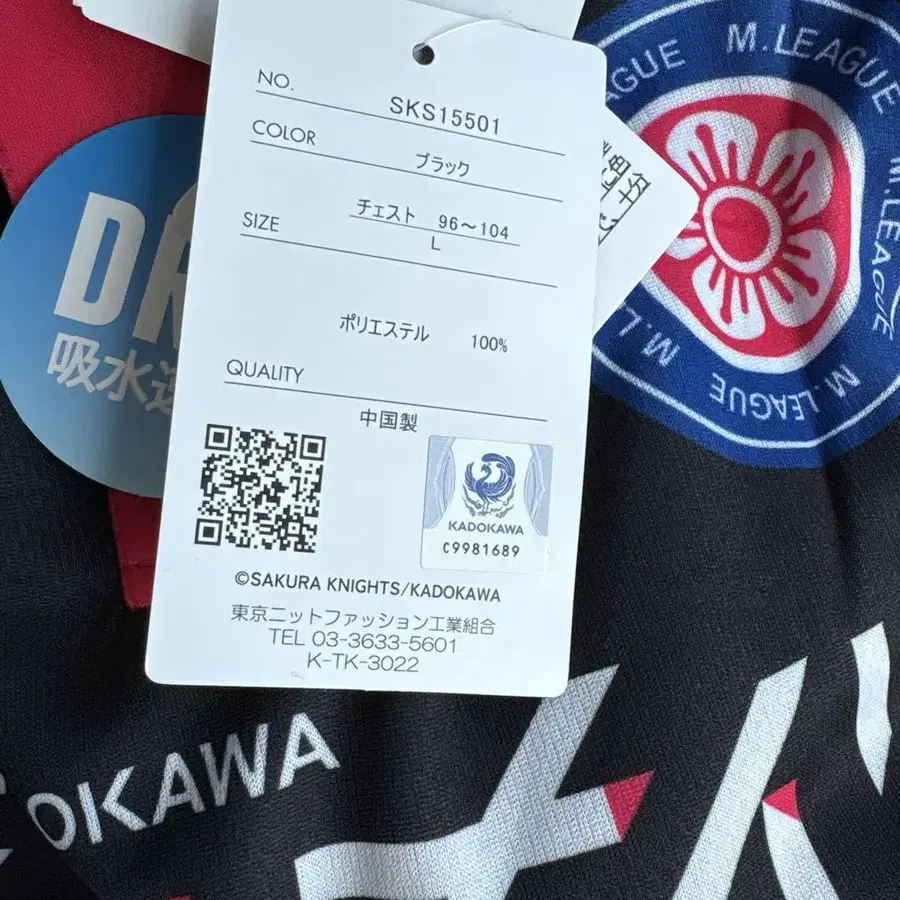 NO.
SKS15501
COLOR
ブラック
SIZE
チェスト 96～104
L
ポリエステル 100%
QUALITY
中国製
KADOKAWA
C9981689
©SAKURA KNIGHTS/KADOKAWA
東京ニットファッション工業組合
TEL 03-3633-5601
K-TK-3022
吸水
M.LEAGUE
M.LEAGUE
M.LEAGUE
OKAWA